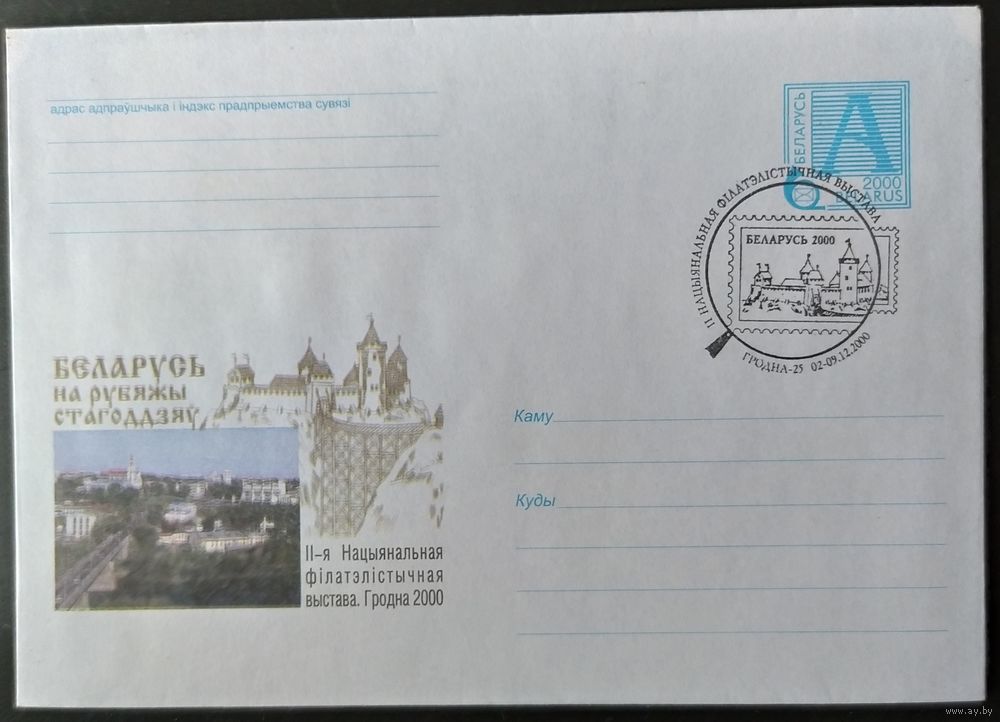 адрас адпраўшчыка і індэкс прадпрыемства сувязі
БЕЛАРУСЬ
А
2000
BELARUS
II НАЦЫЯНАЛЬНАЯ ФІЛАТЭЛІСТЫЧНАЯ ВЫСТАВА
БЕЛАРУСЬ 2000
ГРОДНА-25 02-09.12.2000
БЕЛАРУСЬ
НА РУБЯЖЫ
СТАГОДДЗЯЎ
II-я Нацыянальная
філатэлістычная
выстава. Гродна 2000
Каму
Куды
www.ay.by